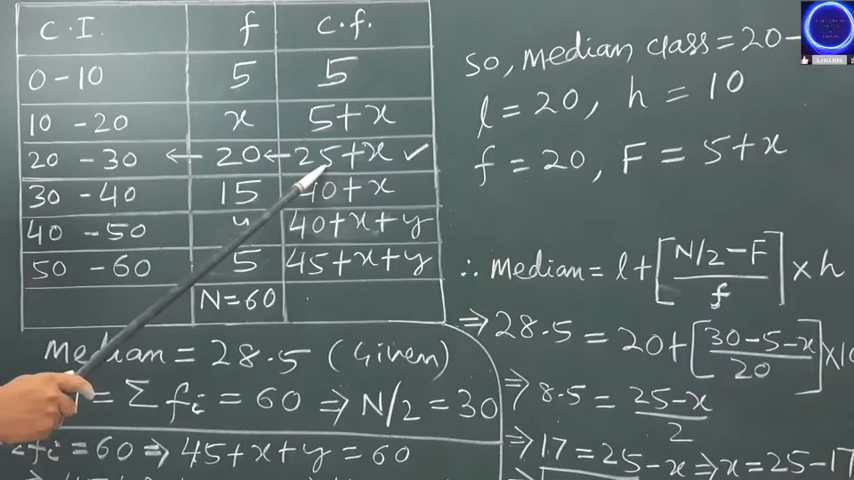 C.I. f C.f.
0-10 5 5
10-20 x 5+x
20-30 ← 20 ← 25+x ✓
30-40 15 40+x
40-50 40+x+y
50-60 5 45+x+y
N=60
Median = 28.5 (Given)
= Σfi = 60 ⇒ N/2 = 30
fi = 60 ⇒ 45+x+y = 60
so, Median class = 20-
l = 20, h = 10
f = 20, F = 5+x
∴ Median = l+[N/2-F/f]×h
⇒ 28.5 = 20+[30-5-x/20]×10
⇒ 8.5 = 25-x/2
⇒ 17 = 25-x ⇒ x = 25-17